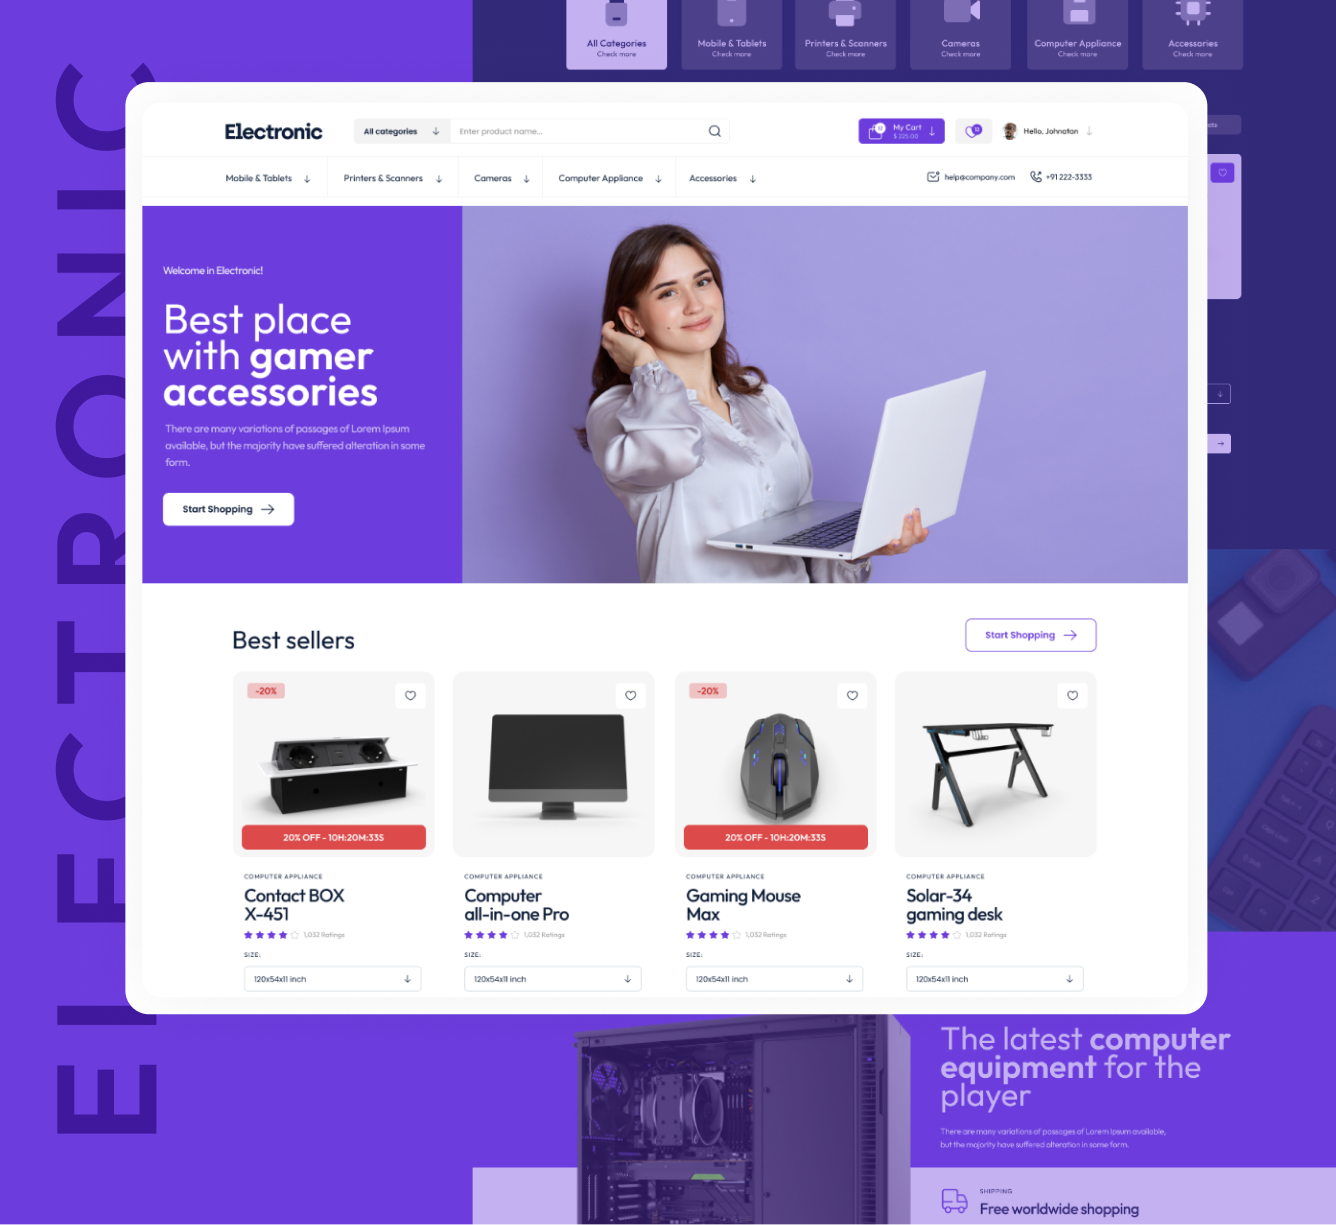 All Categories
Check more
Mobile & Tablets
Check more
Printers & Scanners
Check more
Cameras
Check more
Computer Appliance
Check more
Accessories
Check more
ELECTRONIC
Electronic
All categories
Enter product name...
My Cart
$ 225.00
Hello, Johnatan
Mobile & Tablets
Printers & Scanners
Cameras
Computer Appliance
Accessories
help@company.com
+91 222-3333
Welcome in Electronic!
Best place
with gamer
accessories
There are many variations of passages of Lorem Ipsum
available, but the majority have suffered alteration in some
form.
Start Shopping
Best sellers
Start Shopping
-20%
20% OFF - 10H:20M:33S
COMPUTER APPLIANCE
Contact BOX
X-451
1,032 Ratings
SIZE:
120x54x11 inch
COMPUTER APPLIANCE
Computer
all-in-one Pro
1,032 Ratings
SIZE:
120x54x11 inch
-20%
20% OFF - 10H:20M:33S
COMPUTER APPLIANCE
Gaming Mouse
Max
1,032 Ratings
SIZE:
120x54x11 inch
COMPUTER APPLIANCE
Solar-34
gaming desk
1,032 Ratings
SIZE:
120x54x11 inch
The latest computer
equipment for the
player
There are many variations of passages of Lorem Ipsum available,
but the majority have suffered alteration in some form.
SHIPPING
Free worldwide shopping